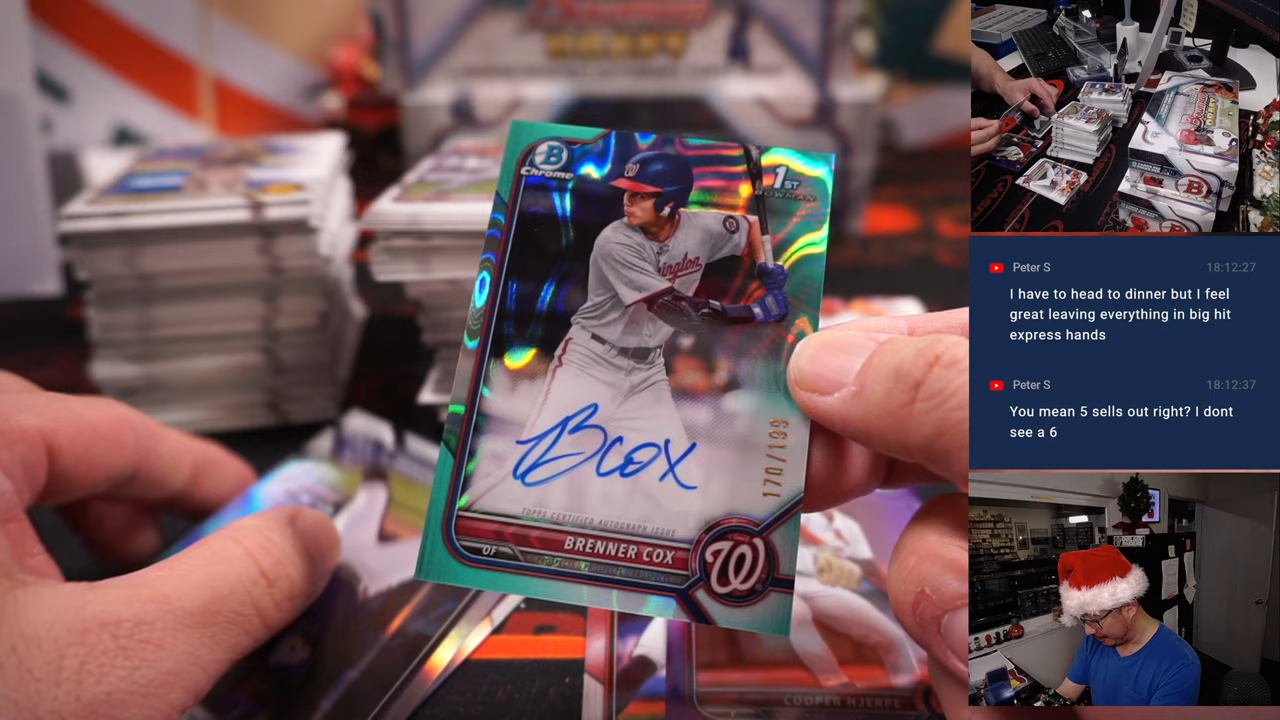 DRAFT
B
Chrome
1ST
BOWMAN
W
Washington
B Cox
170/199
TOPPS CERTIFIED AUTOGRAPH ISSUE
BRENNER COX
OF
W
COOPER HJERPE
Peter S 18:12:27
I have to head to dinner but I feel
great leaving everything in big hit
express hands
Peter S 18:12:37
You mean 5 sells out right? I dont
see a 6